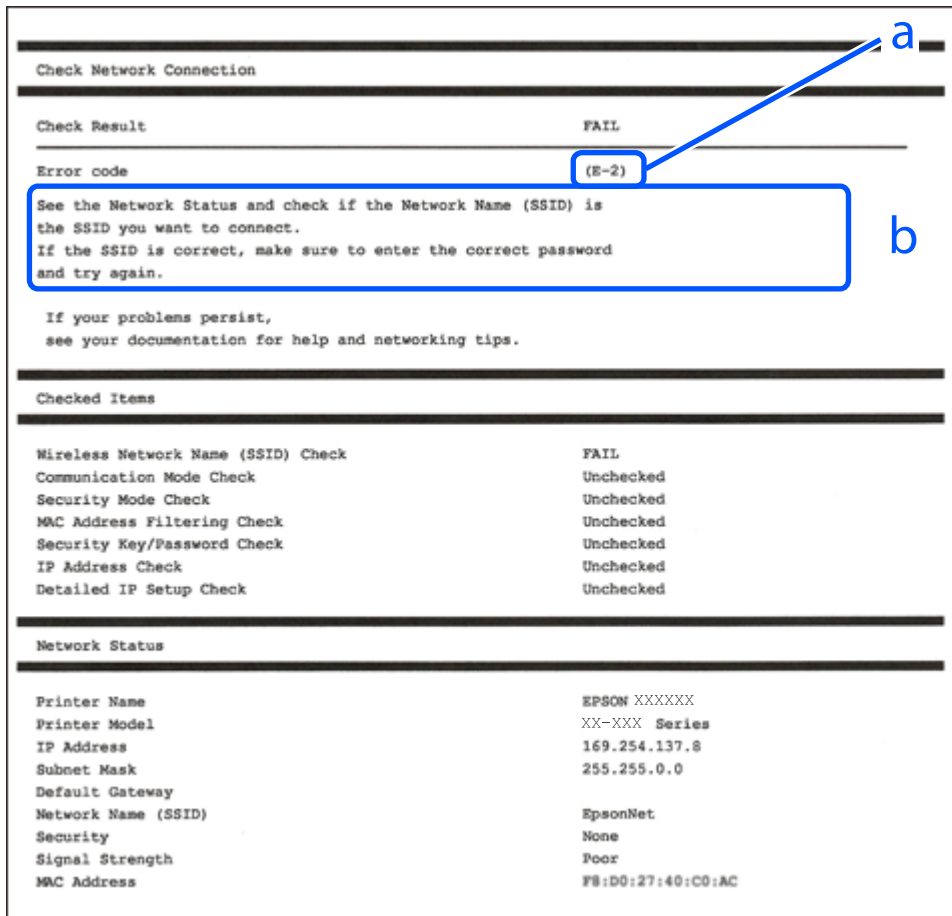 a
Check Network Connection
Check Result FAIL
Error code (E-2)
See the Network Status and check if the Network Name (SSID) is
the SSID you want to connect.
If the SSID is correct, make sure to enter the correct password
and try again.
b
If your problems persist,
see your documentation for help and networking tips.
Checked Items
Wireless Network Name (SSID) Check FAIL
Communication Mode Check Unchecked
Security Mode Check Unchecked
MAC Address Filtering Check Unchecked
Security Key/Password Check Unchecked
IP Address Check Unchecked
Detailed IP Setup Check Unchecked
Network Status
Printer Name EPSON XXXXXX
Printer Model XX-XXX Series
IP Address 169.254.137.8
Subnet Mask 255.255.0.0
Default Gateway
Network Name (SSID) EpsonNet
Security None
Signal Strength Poor
MAC Address F8:D0:27:40:C0:AC